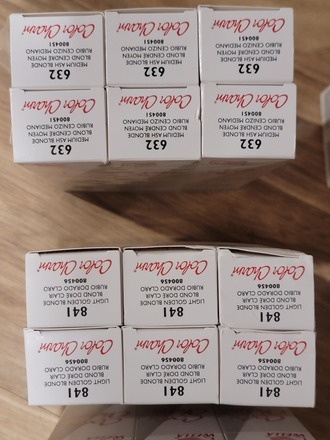 WELLA
WELLA
841
LIGHT GOLDEN BLONDE
BLOND DORÉ CLAIR
RUBIO DORADO CLARO
800456
Color Charm
841
LIGHT GOLDEN BLONDE
BLOND DORÉ CLAIR
RUBIO DORADO CLARO
800456
Color Charm
841
LIGHT GOLDEN BLONDE
BLOND DORÉ CLAIR
RUBIO DORADO CLARO
800456
Color Charm
841
LIGHT GOLDEN BLONDE
BLOND DORÉ CLAIR
RUBIO DORADO CLARO
800456
Color Charm
841
LIGHT GOLDEN BLONDE
BLOND DORÉ CLAIR
RUBIO DORADO CLARO
800456
Color Charm
841
LIGHT GOLDEN BLONDE
BLOND DORÉ CLAIR
RUBIO DORADO CLARO
800456
Color Charm
632
MEDIUM ASH BLONDE
BLOND CENDRÉ MOYEN
RUBIO CENIZO MEDIANO
800451
Color Charm
632
MEDIUM ASH BLONDE
BLOND CENDRÉ MOYEN
RUBIO CENIZO MEDIANO
800451
Color Charm
632
MEDIUM ASH BLONDE
BLOND CENDRÉ MOYEN
RUBIO CENIZO MEDIANO
800451
Color Charm
632
MEDIUM ASH BLONDE
BLOND CENDRÉ MOYEN
RUBIO CENIZO MEDIANO
800451
Color Charm
632
MEDIUM ASH BLONDE
BLOND CENDRÉ MOYEN
RUBIO CENIZO MEDIANO
800451
Color Charm
632
MEDIUM ASH BLONDE
BLOND CENDRÉ MOYEN
RUBIO CENIZO MEDIANO
800451
Color Charm